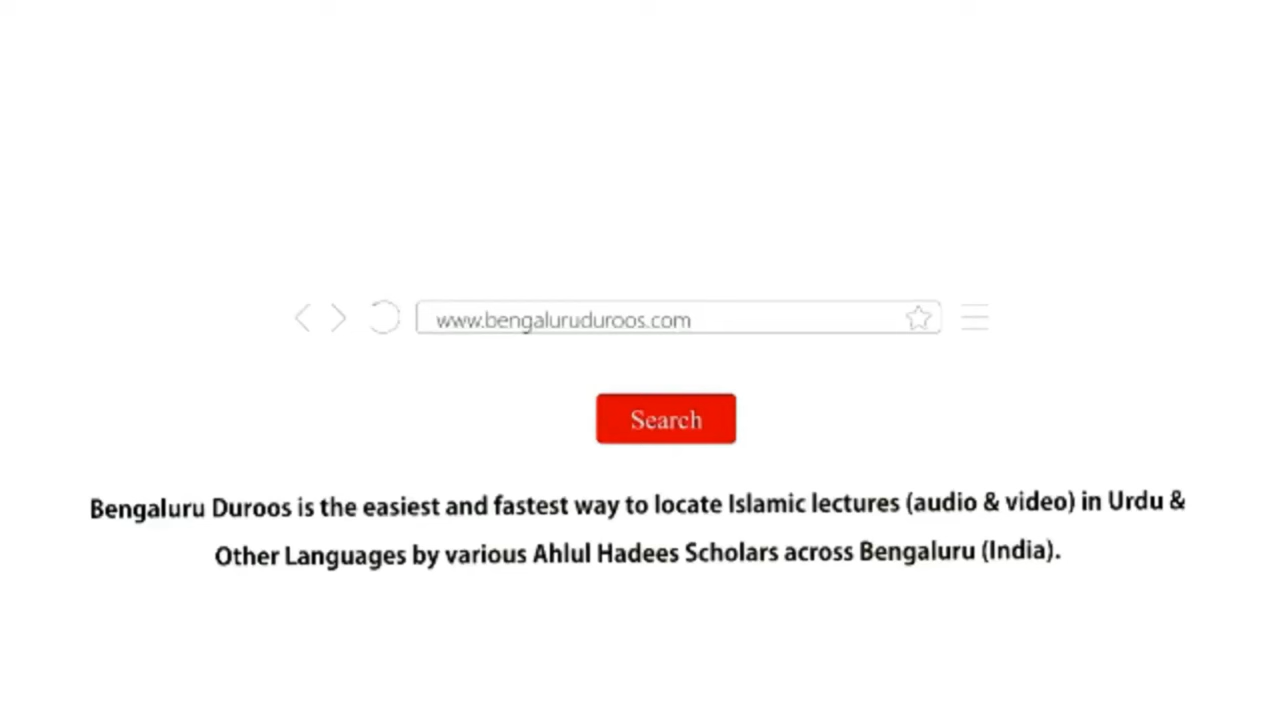 www.bengaluruduroos.com
Search
Bengaluru Duroos is the easiest and fastest way to locate Islamic lectures (audio & video) in Urdu &
Other Languages by various Ahlul Hadees Scholars across Bengaluru (India).